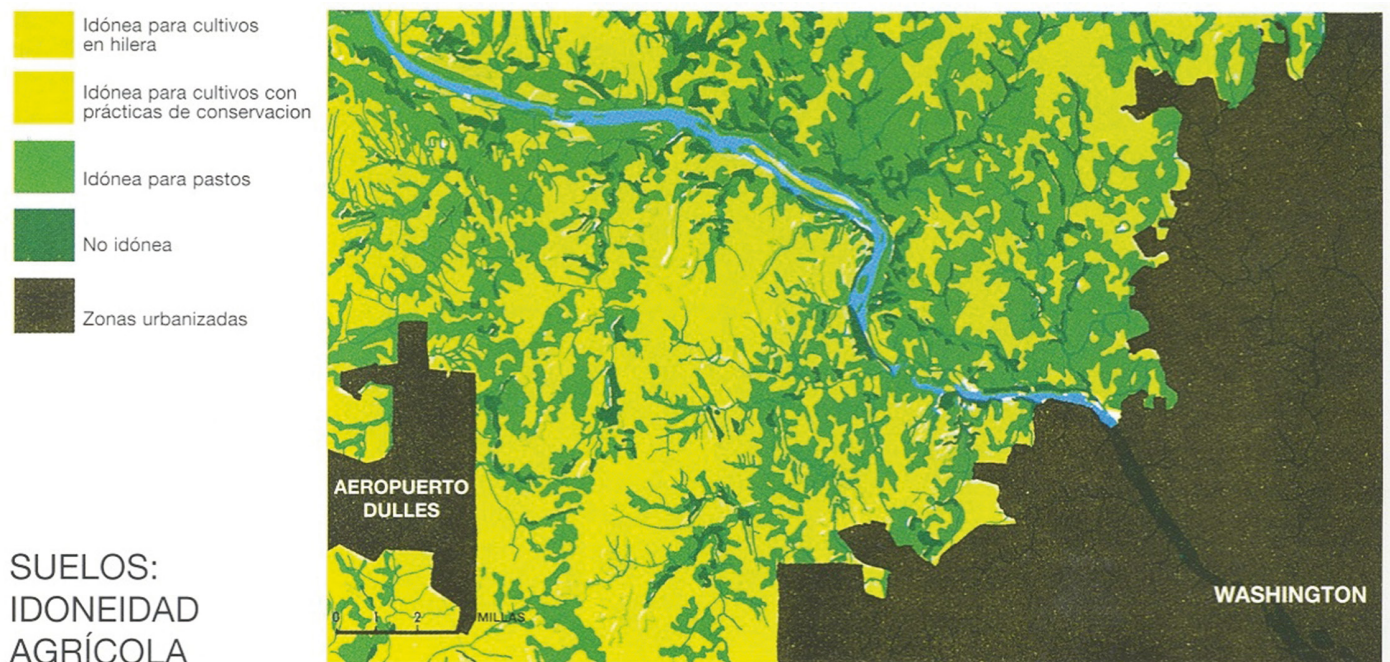 Idónea para cultivos
en hilera
Idónea para cultivos con
prácticas de conservacion
Idónea para pastos
No idónea
Zonas urbanizadas
AEROPUERTO
DULLES
SUELOS:
IDONEIDAD
AGRÍCOLA
0 1 2 MILLAS
WASHINGTON